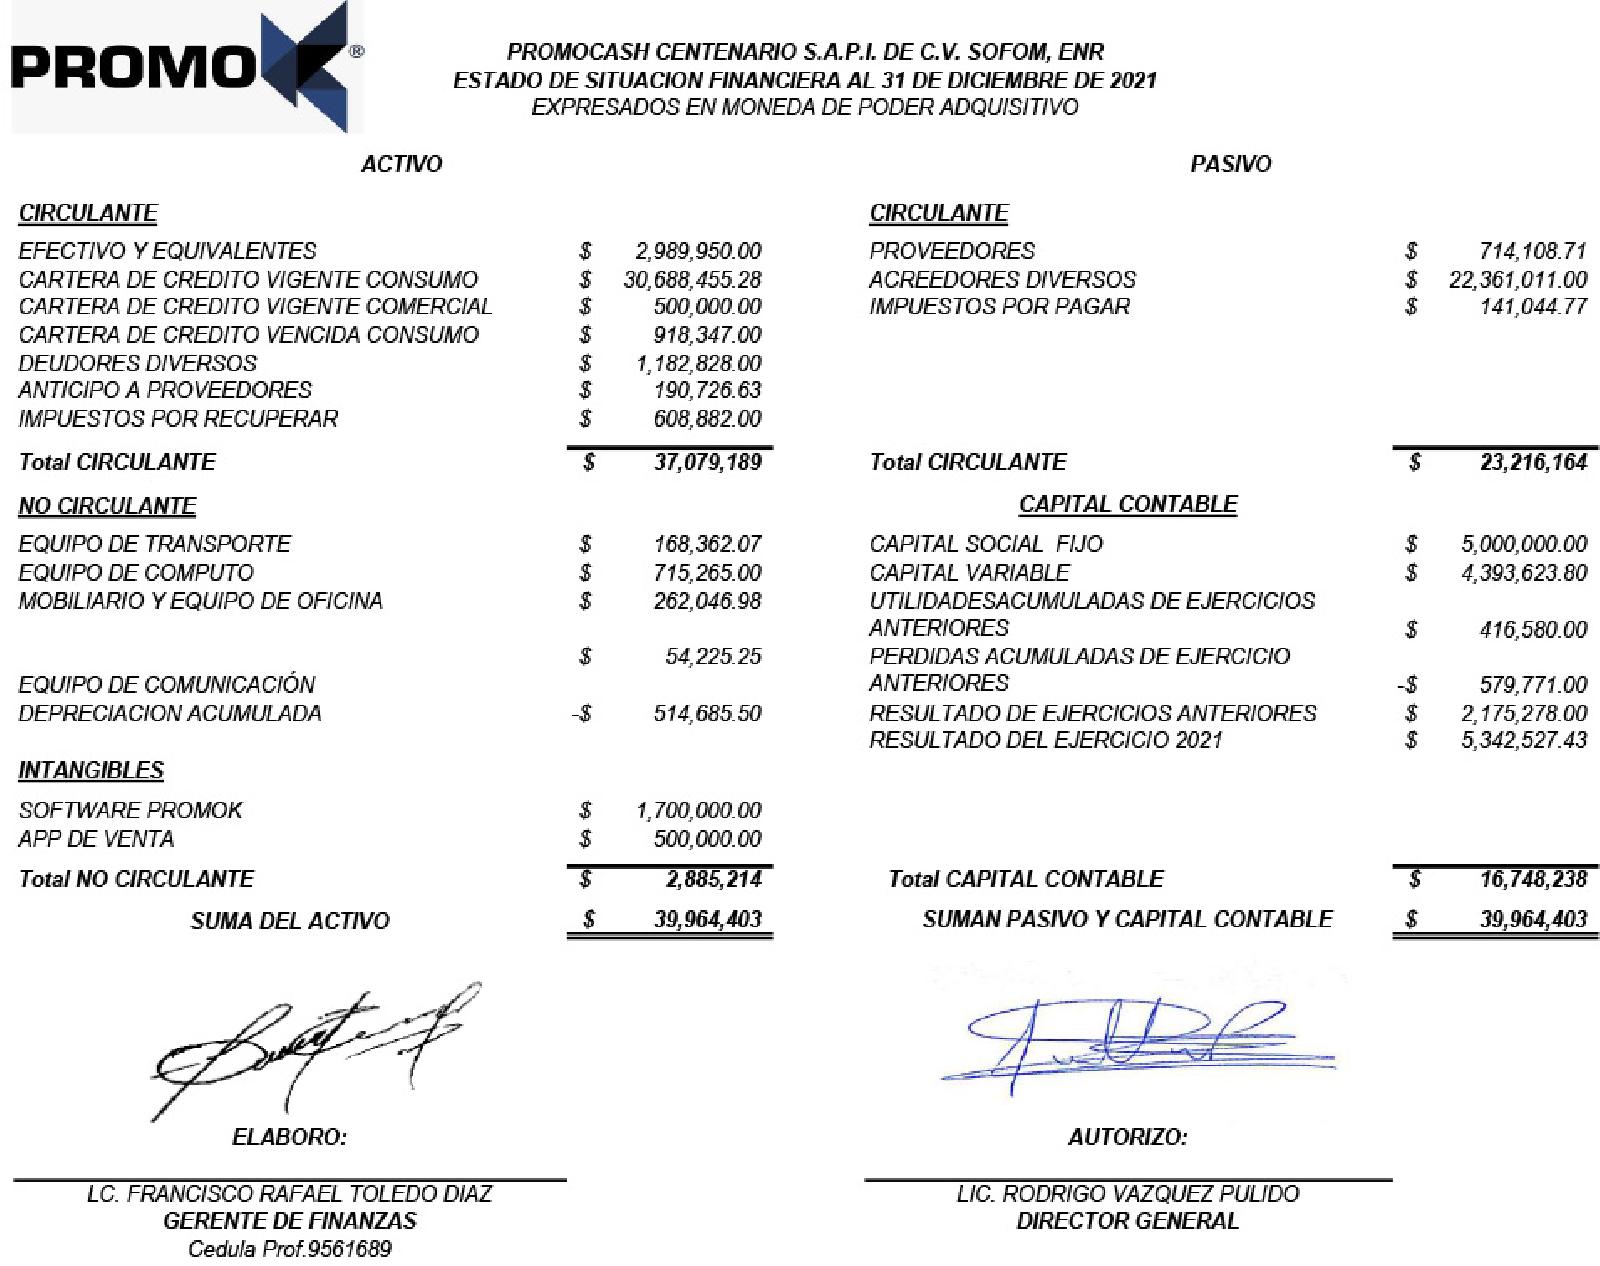 PROMOK®
PROMOCASH CENTENARIO S.A.P.I. DE C.V. SOFOM, ENR
ESTADO DE SITUACION FINANCIERA AL 31 DE DICIEMBRE DE 2021
EXPRESADOS EN MONEDA DE PODER ADQUISITIVO
ACTIVO
CIRCULANTE
EFECTIVO Y EQUIVALENTES $ 2,989,950.00
CARTERA DE CREDITO VIGENTE CONSUMO $ 30,688,455.28
CARTERA DE CREDITO VIGENTE COMERCIAL $ 500,000.00
CARTERA DE CREDITO VENCIDA CONSUMO $ 918,347.00
DEUDORES DIVERSOS $ 1,182,828.00
ANTICIPO A PROVEEDORES $ 190,726.63
IMPUESTOS POR RECUPERAR $ 608,882.00
Total CIRCULANTE $ 37,079,189
NO CIRCULANTE
EQUIPO DE TRANSPORTE $ 168,362.07
EQUIPO DE COMPUTO $ 715,265.00
MOBILIARIO Y EQUIPO DE OFICINA $ 262,046.98
$ 54,225.25
EQUIPO DE COMUNICACIÓN
DEPRECIACION ACUMULADA -$ 514,685.50
INTANGIBLES
SOFTWARE PROMOK $ 1,700,000.00
APP DE VENTA $ 500,000.00
Total NO CIRCULANTE $ 2,885,214
SUMA DEL ACTIVO $ 39,964,403
PASIVO
CIRCULANTE
PROVEEDORES $ 714,108.71
ACREEDORES DIVERSOS $ 22,361,011.00
IMPUESTOS POR PAGAR $ 141,044.77
Total CIRCULANTE $ 23,216,164
CAPITAL CONTABLE
CAPITAL SOCIAL FIJO $ 5,000,000.00
CAPITAL VARIABLE $ 4,393,623.80
UTILIDADESACUMULADAS DE EJERCICIOS
ANTERIORES $ 416,580.00
PERDIDAS ACUMULADAS DE EJERCICIO
ANTERIORES -$ 579,771.00
RESULTADO DE EJERCICIOS ANTERIORES $ 2,175,278.00
RESULTADO DEL EJERCICIO 2021 $ 5,342,527.43
Total CAPITAL CONTABLE $ 16,748,238
SUMAN PASIVO Y CAPITAL CONTABLE $ 39,964,403
ELABORO:
LC. FRANCISCO RAFAEL TOLEDO DIAZ
GERENTE DE FINANZAS
Cedula Prof.9561689
AUTORIZO:
LIC. RODRIGO VAZQUEZ PULIDO
DIRECTOR GENERAL